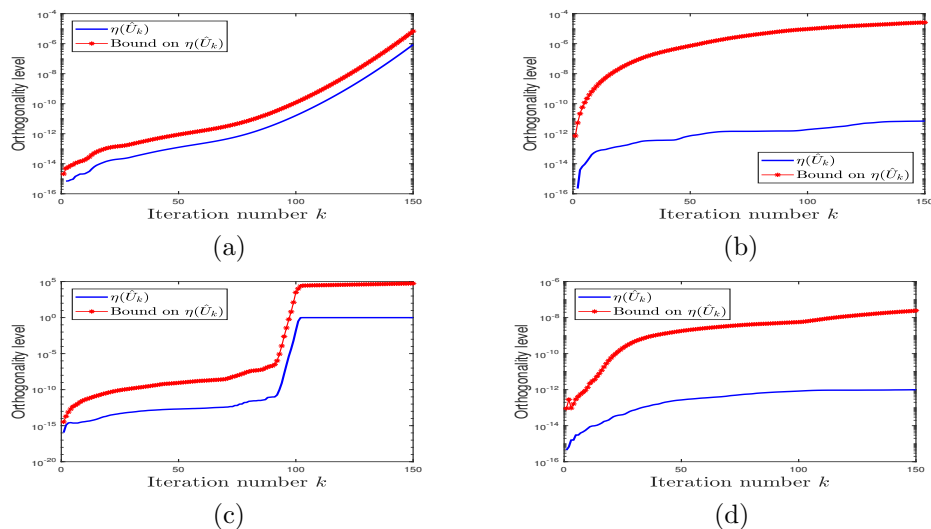 10^-4
10^-6
10^-8
10^-10
10^-12
10^-14
10^-16
Orthogonality level
η(Û_k)
Bound on η(Û_k)
0
50
100
150
Iteration number k
(a)
10^-4
10^-6
10^-8
10^-10
10^-12
10^-14
10^-16
Orthogonality level
η(Û_k)
Bound on η(Û_k)
0
50
100
150
Iteration number k
(b)
10^5
10^0
10^-5
10^-10
10^-15
10^-20
Orthogonality level
η(Û_k)
Bound on η(Û_k)
0
50
100
150
Iteration number k
(c)
10^-6
10^-8
10^-10
10^-12
10^-14
10^-16
Orthogonality level
η(Û_k)
Bound on η(Û_k)
0
50
100
150
Iteration number k
(d)